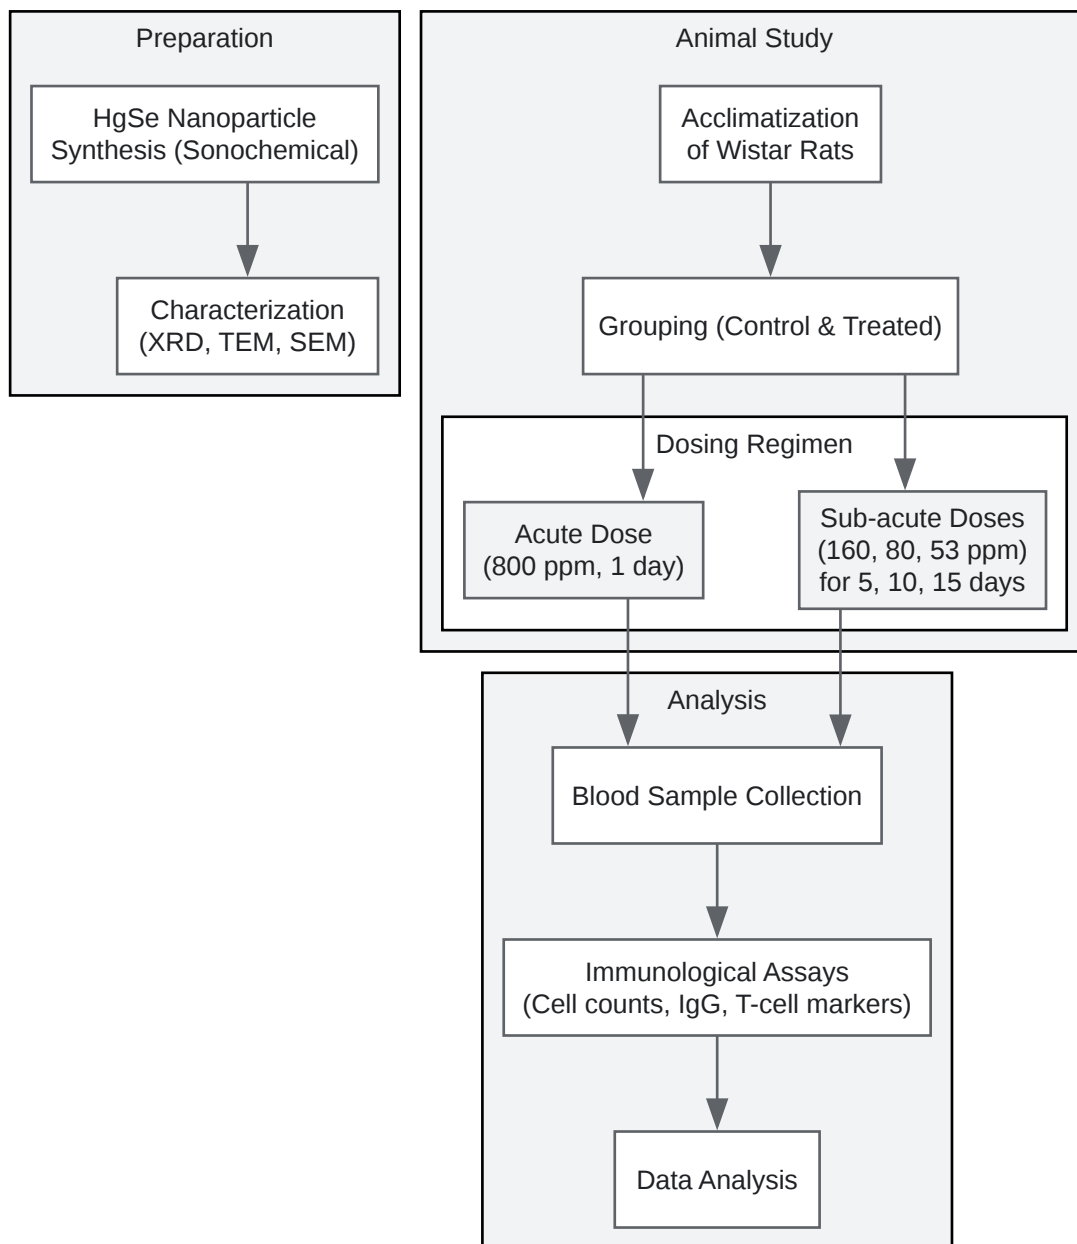 Preparation
HgSe Nanoparticle
Synthesis (Sonochemical)
Characterization
(XRD, TEM, SEM)
Animal Study
Acclimatization
of Wistar Rats
Grouping (Control & Treated)
Dosing Regimen
Acute Dose
(800 ppm, 1 day)
Sub-acute Doses
(160, 80, 53 ppm)
for 5, 10, 15 days
Analysis
Blood Sample Collection
Immunological Assays
(Cell counts, IgG, T-cell markers)
Data Analysis